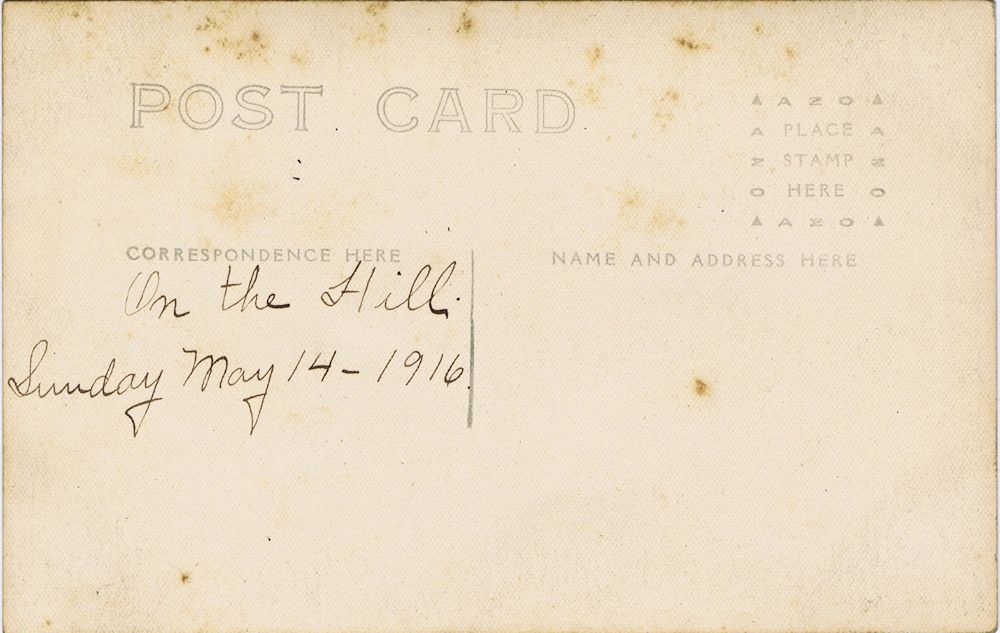 POST CARD
▲ AZO ▲
A PLACE A
Z STAMP Z
O HERE O
▲ AZO ▲
CORRESPONDENCE HERE
NAME AND ADDRESS HERE
On the Hill.
Sunday May 14 - 1916.